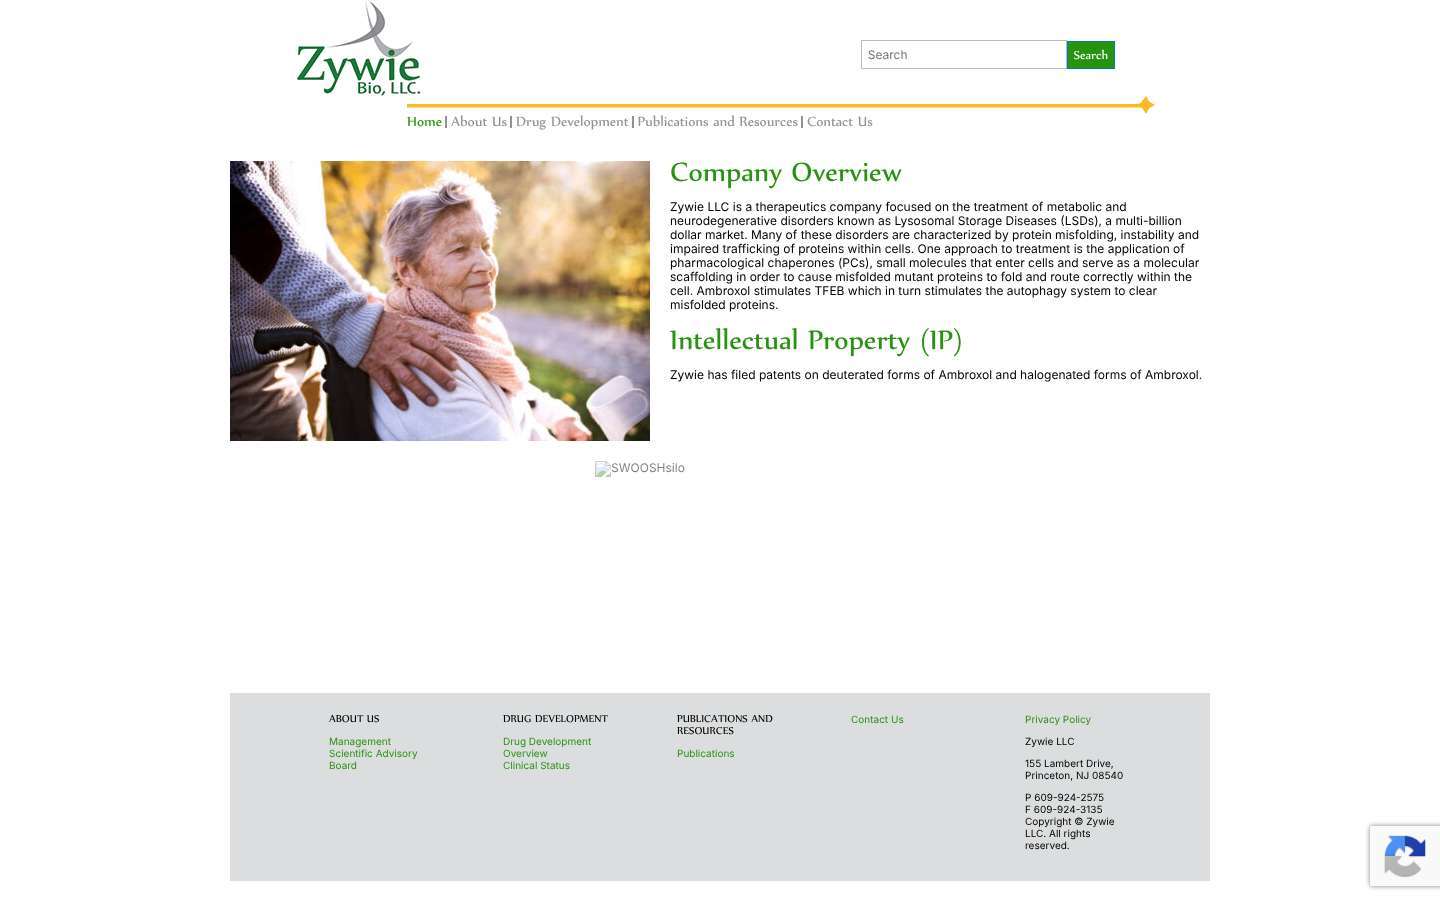 Zywie
Bio, LLC.
Search
Search
Home | About Us | Drug Development | Publications and Resources | Contact Us
Company Overview
Zywie LLC is a therapeutics company focused on the treatment of metabolic and
neurodegenerative disorders known as Lysosomal Storage Diseases (LSDs), a multi-billion
dollar market. Many of these disorders are characterized by protein misfolding, instability and
impaired trafficking of proteins within cells. One approach to treatment is the application of
pharmacological chaperones (PCs), small molecules that enter cells and serve as a molecular
scaffolding in order to cause misfolded mutant proteins to fold and route correctly within the
cell. Ambroxol stimulates TFEB which in turn stimulates the autophagy system to clear
misfolded proteins.
Intellectual Property (IP)
Zywie has filed patents on deuterated forms of Ambroxol and halogenated forms of Ambroxol.
SWOOSHsilo
ABOUT US
Management
Scientific Advisory
Board
DRUG DEVELOPMENT
Drug Development
Overview
Clinical Status
PUBLICATIONS AND
RESOURCES
Publications
Contact Us
Privacy Policy
Zywie LLC
155 Lambert Drive,
Princeton, NJ 08540
P 609-924-2575
F 609-924-3135
Copyright © Zywie
LLC. All rights
reserved.